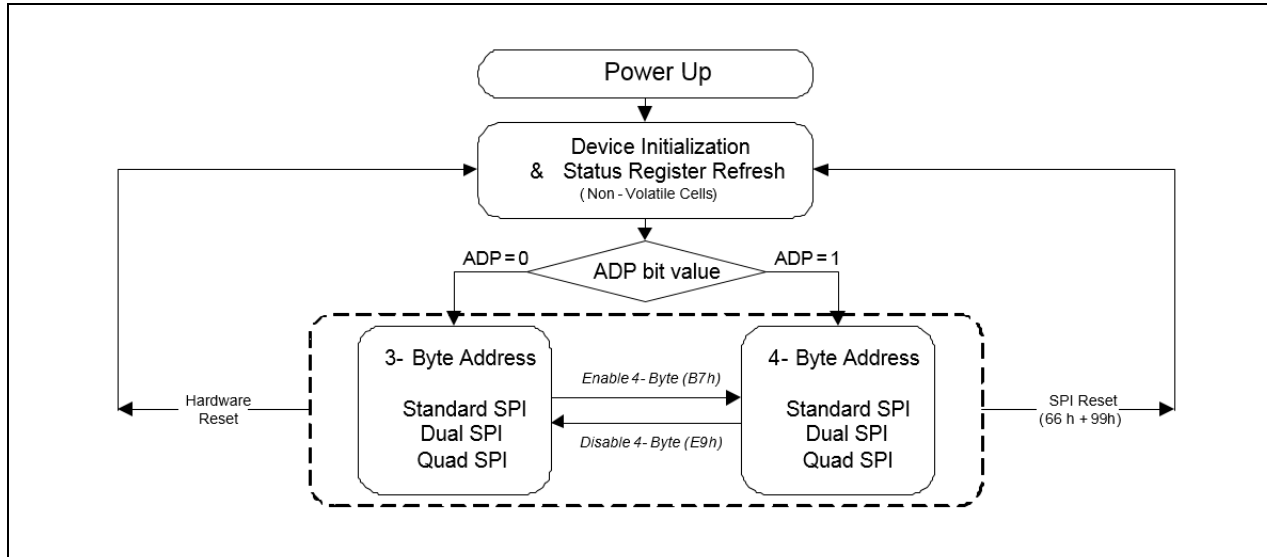 Power Up
Device Initialization
& Status Register Refresh
( Non - Volatile Cells)
ADP = 0
ADP bit value
ADP = 1
3- Byte Address
Standard SPI
Dual SPI
Quad SPI
Enable 4- Byte (B7h)
Disable 4- Byte (E9h)
4- Byte Address
Standard SPI
Dual SPI
Quad SPI
Hardware
Reset
SPI Reset
(66 h + 99h)